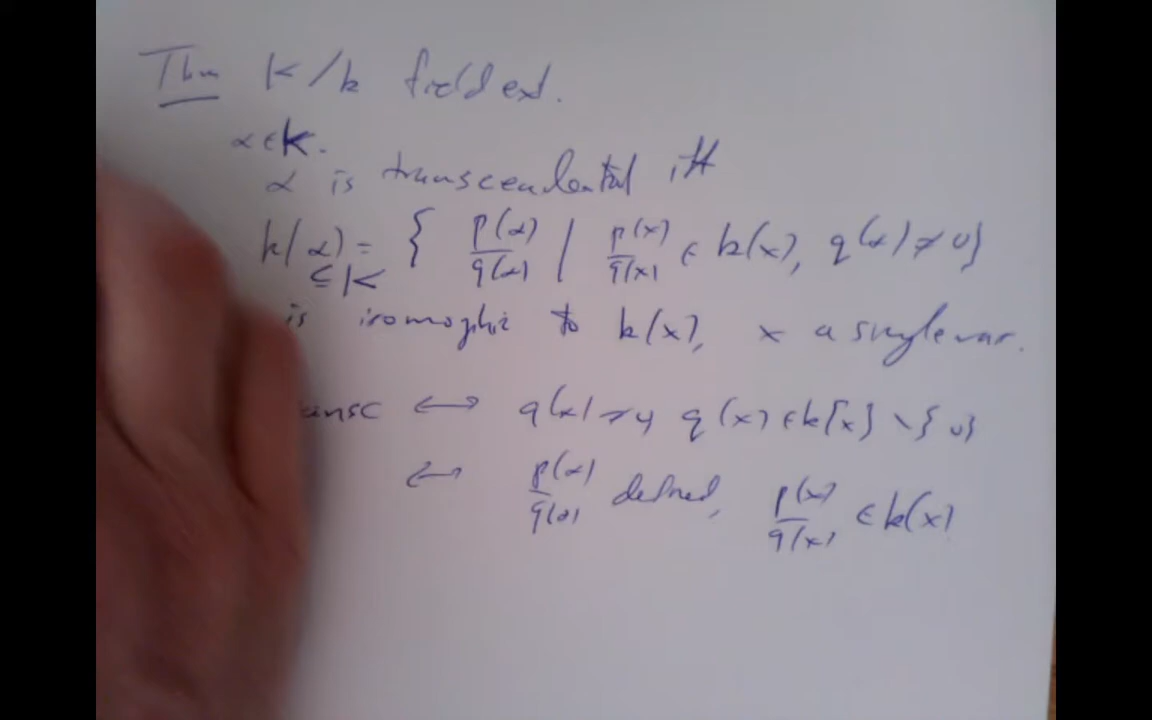 Thm K/k field ext.
α ∈ K.
α is transcendental iff
k(α) = { p(α)/q(α) | p(x)/q(x) ∈ k(x), q(α) ≠ 0}
⊆ K
is isomorphic to k(x), x a single var.
ansc ⟷ q(α) ≠ 0, q(x) ∈ k[x] \ {0}
⟷ p(α)/q(α) defined, p(x)/q(x) ∈ k(x)